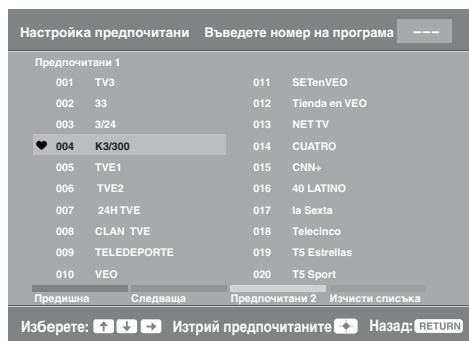 Настройка предпочитани Въведете номер на програма ---
Предпочитани 1
001 TV3
002 33
003 3/24
004 K3/300
005 TVE1
006 TVE2
007 24H TVE
008 CLAN TVE
009 TELEDEPORTE
010 VEO
011 SETenVEO
012 Tienda en VEO
013 NET TV
014 CUATRO
015 CNN+
016 40 LATINO
017 la Sexta
018 Telecinco
019 T5 Estrellas
020 T5 Sport
Предишна Следваща Предпочитани 2 Изчисти списъка
Изберете: Изтрий предпочитаните Назад: RETURN